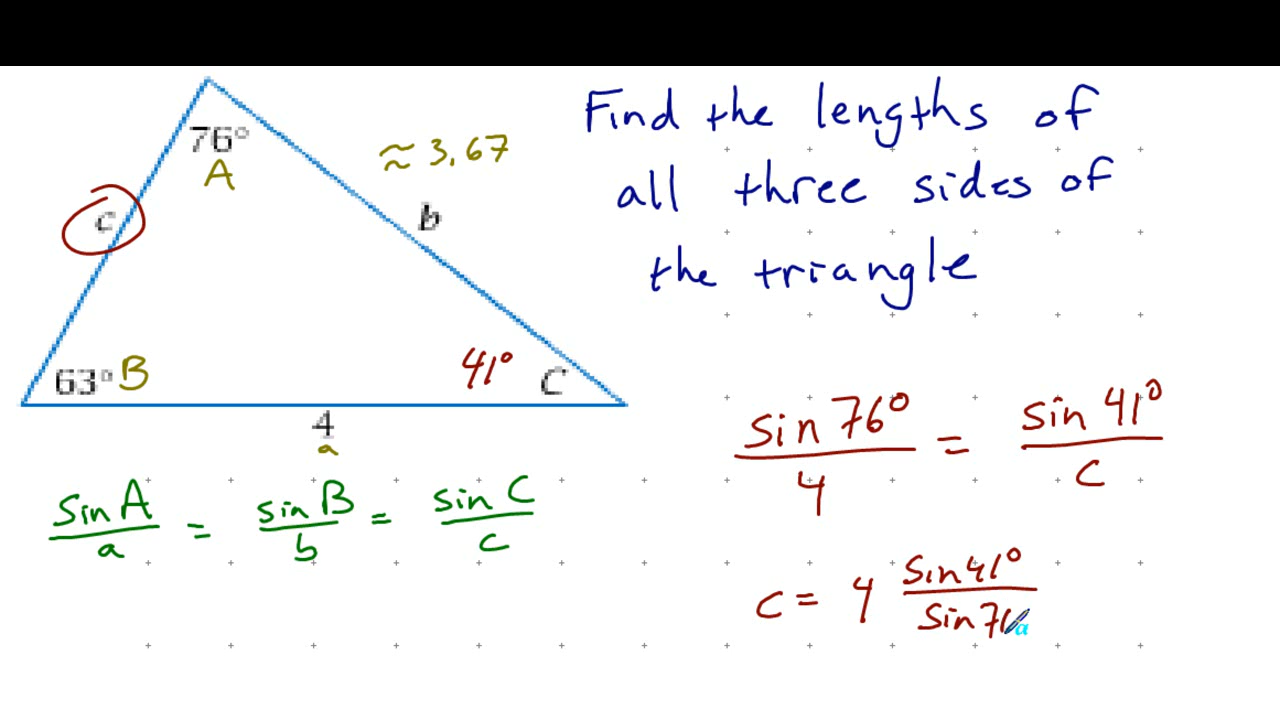 Find the lengths of
all three sides of
the triangle
76°
A
≈ 3.67
c
b
63° B
41°
C
4
a
sin A / a = sin B / b = sin C / c
sin 76° / 4 = sin 41° / c
c = 4 sin 41° / sin 76